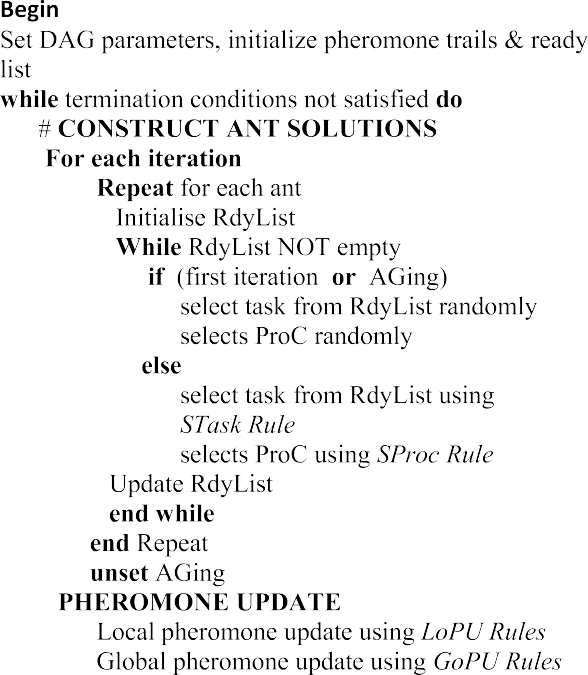 Begin
Set DAG parameters, initialize pheromone trails & ready
list
while termination conditions not satisfied do
# CONSTRUCT ANT SOLUTIONS
For each iteration
Repeat for each ant
Initialise RdyList
While RdyList NOT empty
if (first iteration or AGing)
select task from RdyList randomly
selects ProC randomly
else
select task from RdyList using
STask Rule
selects ProC using SProc Rule
Update RdyList
end while
end Repeat
unset AGing
PHEROMONE UPDATE
Local pheromone update using LoPU Rules
Global pheromone update using GoPU Rules